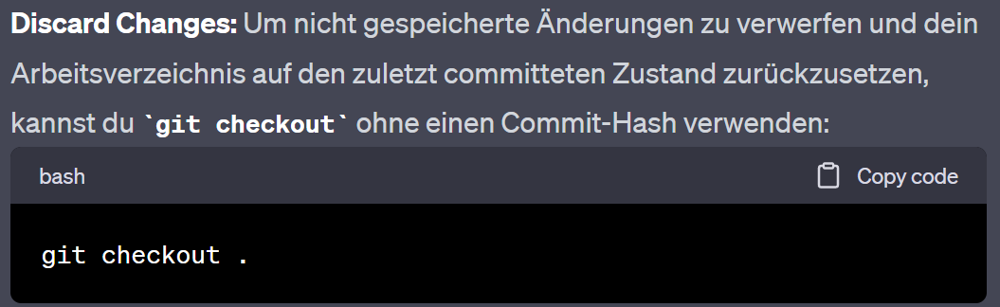 Discard Changes: Um nicht gespeicherte Änderungen zu verwerfen und dein
Arbeitsverzeichnis auf den zuletzt committeten Zustand zurückzusetzen,
kannst du `git checkout` ohne einen Commit-Hash verwenden:
bash Copy code
git checkout .